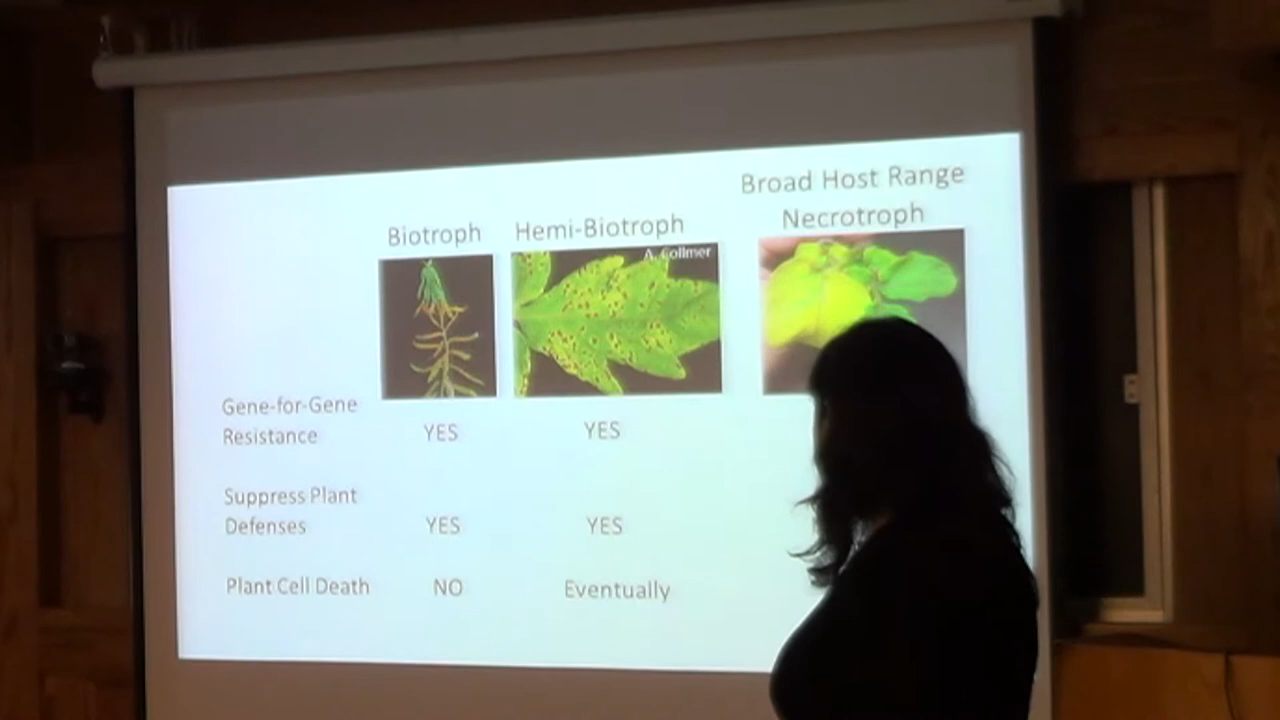 Broad Host Range
Necrotroph
Biotroph
Hemi-Biotroph
A. Collmer
Gene-for-Gene
Resistance
YES
YES
Suppress Plant
Defenses
YES
YES
Plant Cell Death
NO
Eventually